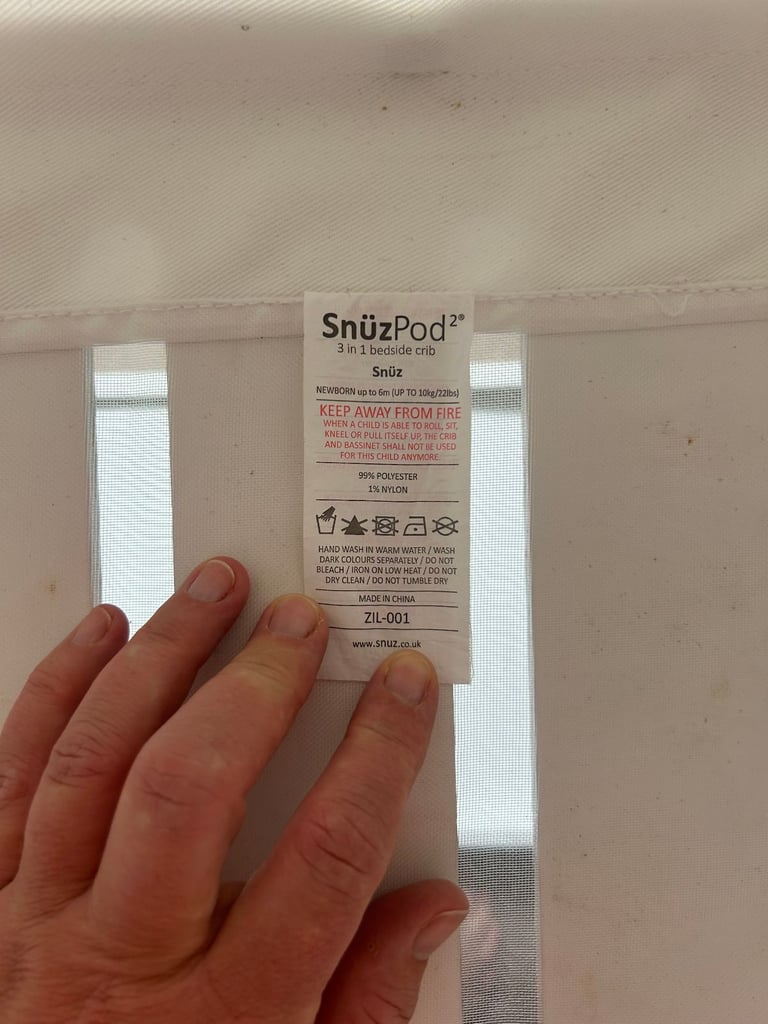 SnüzPod2®
3 in 1 bedside crib
Snüz
NEWBORN up to 6m (UP TO 10kg/22lbs)
KEEP AWAY FROM FIRE
WHEN A CHILD IS ABLE TO ROLL, SIT,
KNEEL OR PULL ITSELF UP, THE CRIB
AND BASSINET SHALL NOT BE USED
FOR THIS CHILD ANYMORE.
99% POLYESTER
1% NYLON
HAND WASH IN WARM WATER / WASH
DARK COLOURS SEPARATELY / DO NOT
BLEACH / IRON ON LOW HEAT / DO NOT
DRY CLEAN / DO NOT TUMBLE DRY
MADE IN CHINA
ZIL-001
www.snuz.co.uk